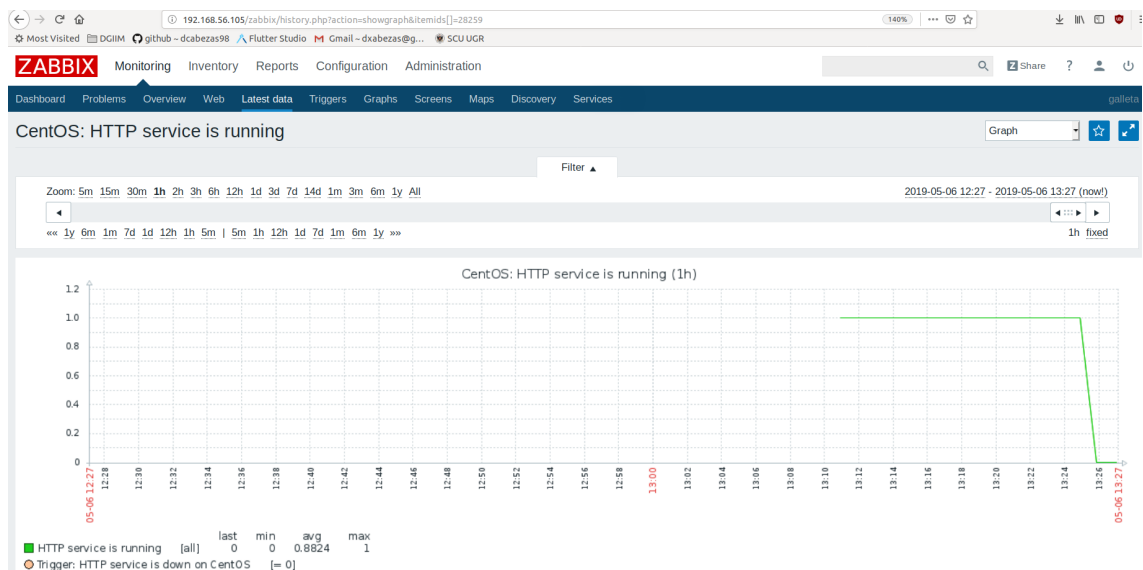 192.168.56.105/zabbix/history.php?action=showgraph&itemids[]=28259 140%
Most Visited DGIIM github ~ dcabezas98 Flutter Studio Gmail ~ dxabezas@g... SCU UGR
ZABBIX Monitoring Inventory Reports Configuration Administration Z Share ?
Dashboard Problems Overview Web Latest data Triggers Graphs Screens Maps Discovery Services galleta
CentOS: HTTP service is running Graph
Filter ▲
Zoom: 5m 15m 30m 1h 2h 3h 6h 12h 1d 3d 7d 14d 1m 3m 6m 1y All 2019-05-06 12:27 - 2019-05-06 13:27 (now!)
«« 1y 6m 1m 7d 1d 12h 1h 5m | 5m 1h 12h 1d 7d 1m 6m 1y »» 1h fixed
CentOS: HTTP service is running (1h)
1.2
1.0
0.8
0.6
0.4
0.2
0
05-06 12:27 12:28 12:30 12:32 12:34 12:36 12:38 12:40 12:42 12:44 12:46 12:48 12:50 12:52 12:54 12:56 12:58 13:00 13:02 13:04 13:06 13:08 13:10 13:12 13:14 13:16 13:18 13:20 13:22 13:24 13:26 05-06 13:27
last min avg max
HTTP service is running [all] 0 0 0.8824 1
Trigger: HTTP service is down on CentOS [= 0]